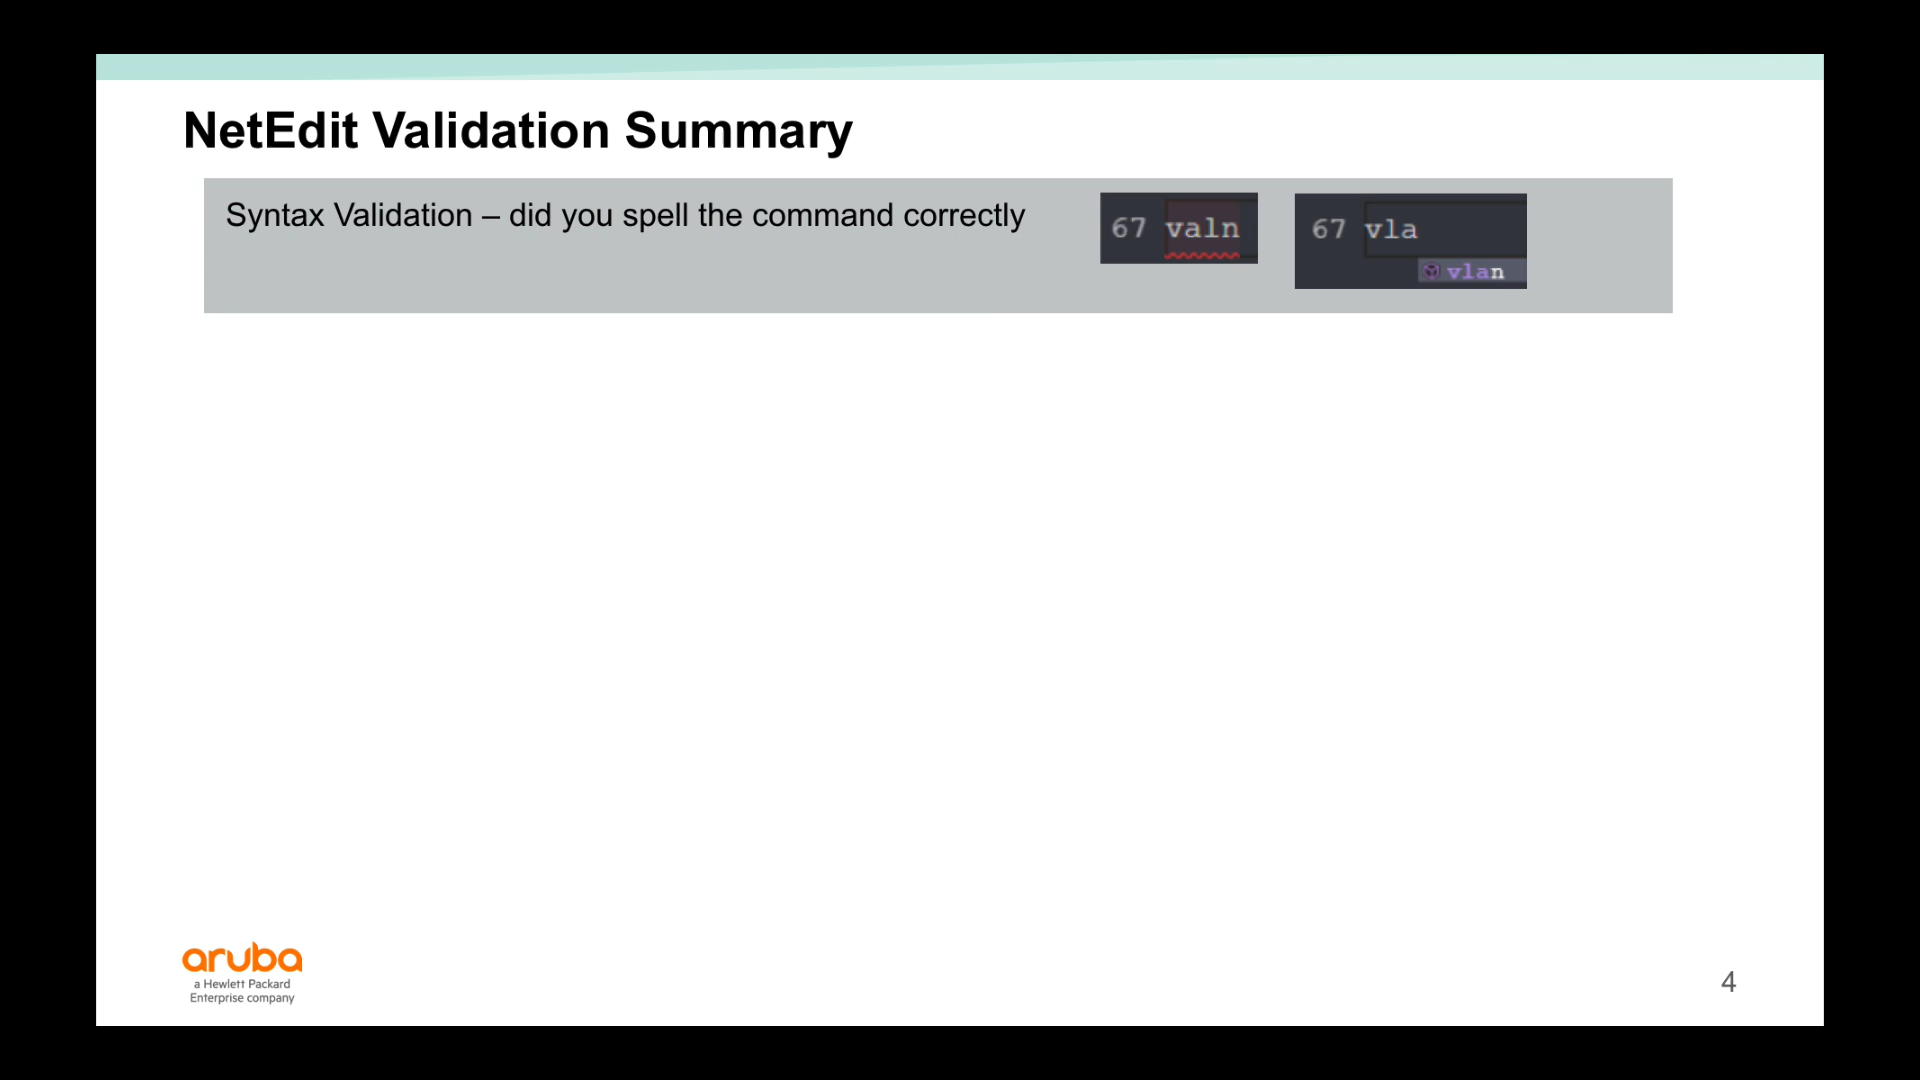 NetEdit Validation Summary
Syntax Validation – did you spell the command correctly
67 valn
67 vla
vlan
aruba
a Hewlett Packard
Enterprise company
4